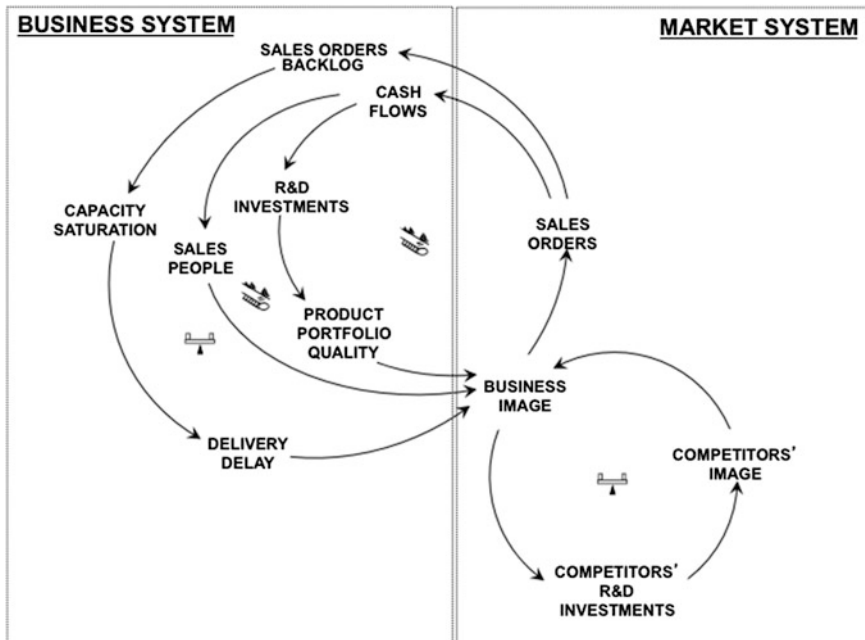 BUSINESS SYSTEM
MARKET SYSTEM
SALES ORDERS
BACKLOG
CASH
FLOWS
R&D
INVESTMENTS
CAPACITY
SATURATION
SALES
PEOPLE
SALES
ORDERS
PRODUCT
PORTFOLIO
QUALITY
BUSINESS
IMAGE
DELIVERY
DELAY
COMPETITORS’
IMAGE
COMPETITORS’
R&D
INVESTMENTS